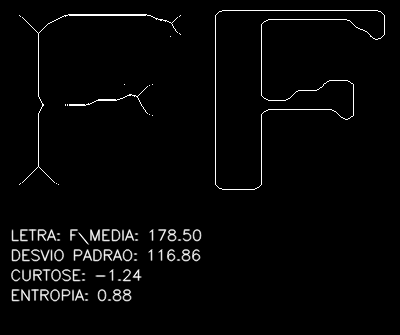 F F
LETRA: F\MEDIA: 178.50
DESVIO PADRAO: 116.86
CURTOSE: -1.24
ENTROPIA: 0.88